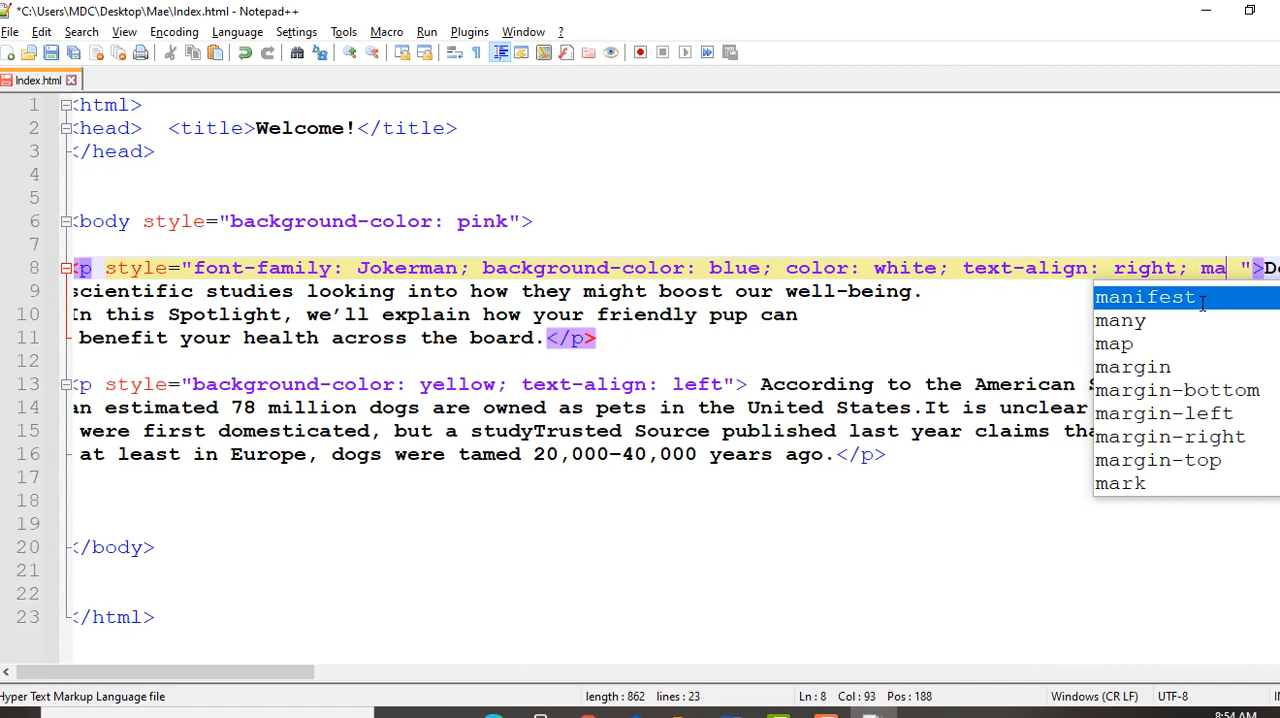 *C:\Users\MDC\Desktop\Mae\Index.html - Notepad++
File Edit Search View Encoding Language Settings Tools Macro Run Plugins Window ?
Index.html
1 <html>
2 <head> <title>Welcome!</title>
3 </head>
4
5
6 <body style="background-color: pink">
7
8 <p style="font-family: Jokerman; background-color: blue; color: white; text-align: right; ma ">Do
9 scientific studies looking into how they might boost our well-being.
10 In this Spotlight, we’ll explain how your friendly pup can
11 benefit your health across the board.</p>
12
13 <p style="background-color: yellow; text-align: left"> According to the American S
14 an estimated 78 million dogs are owned as pets in the United States.It is unclear
15 were first domesticated, but a studyTrusted Source published last year claims tha
16 at least in Europe, dogs were tamed 20,000–40,000 years ago.</p>
17
18
19
20 </body>
21
22
23 </html>
manifest
many
map
margin
margin-bottom
margin-left
margin-right
margin-top
mark
Hyper Text Markup Language file length : 862 lines : 23 Ln : 8 Col : 93 Pos : 188 Windows (CR LF) UTF-8
8:54 AM